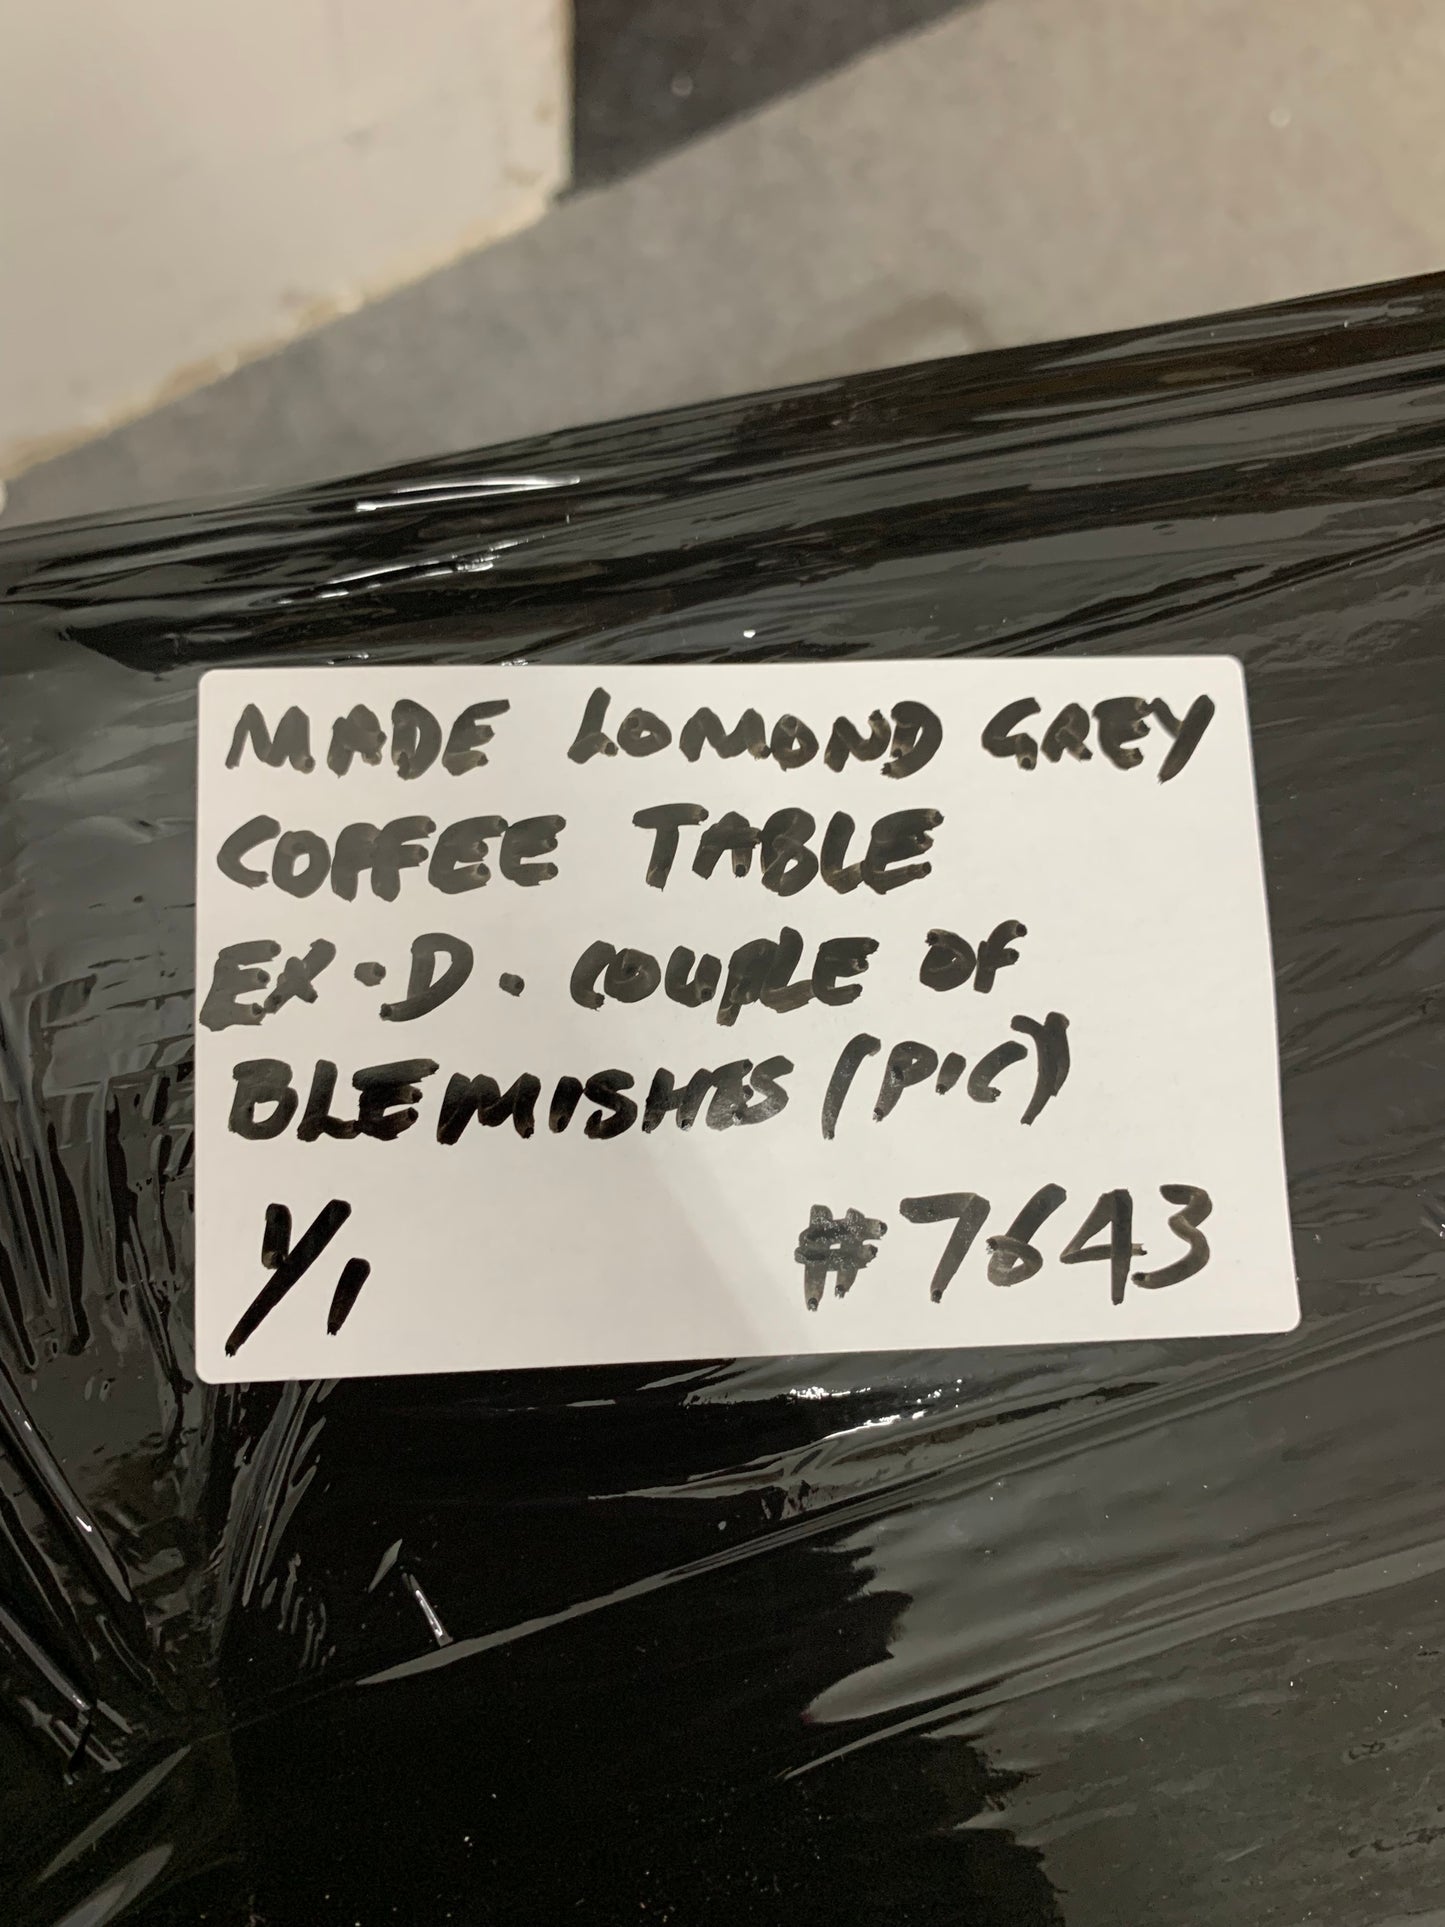 MADE LOMOND GREY
COFFEE TABLE
EX·D. COUPLE OF
BLEMISHES (PIC)
1/1 #7643